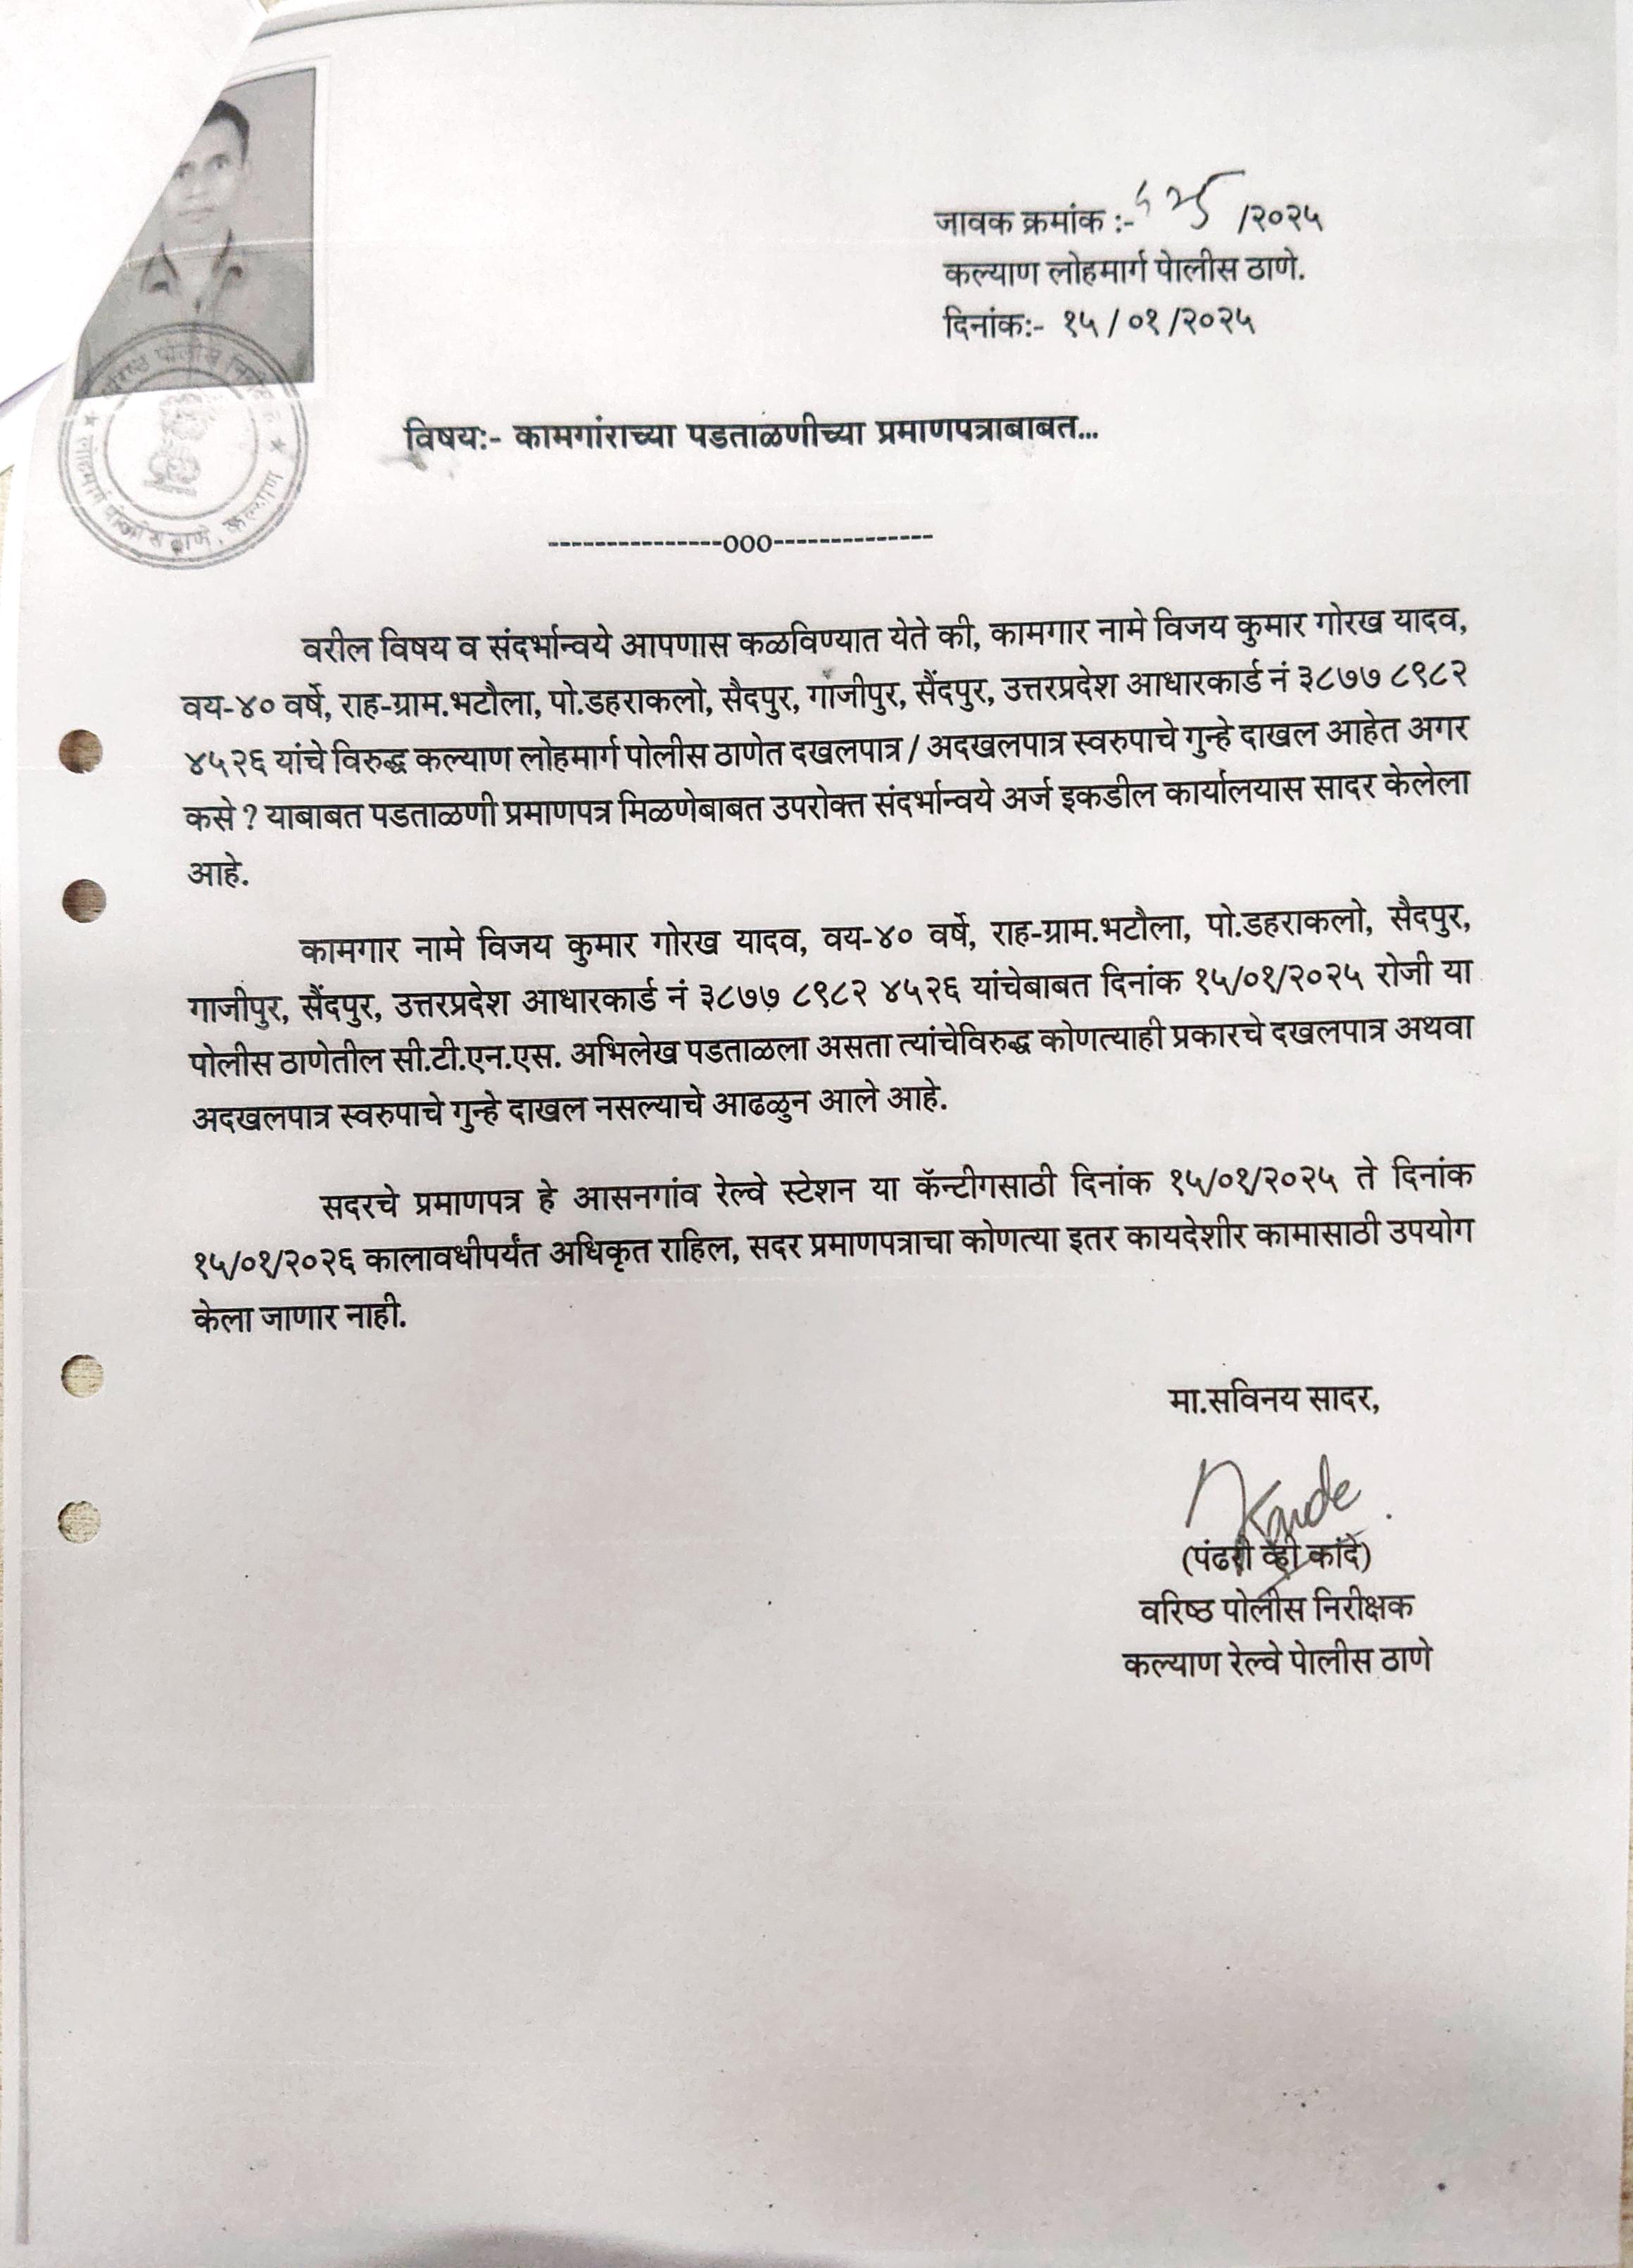 जावक क्रमांक :- /२०२५
कल्याण लोहमार्ग पेालीस ठाणे.
दिनांक:- १५ / ०१ /२०२५
वरिष्ठ पोलीस
लोहमार्ग पोलीस ठाणे, कल्याण
विषय:- कामगांराच्या पडताळणीच्या प्रमाणपत्राबाबत...
---------------000--------------
वरील विषय व संदर्भान्वये आपणास कळविण्यात येते की, कामगार नामे विजय कुमार गोरख यादव,
वय-४० वर्षे, राह-ग्राम.भटौला, पो.डहराकलो, सैदपुर, गाजीपुर, सैंदपुर, उत्तरप्रदेश आधारकार्ड नं ३८७७ ८९८२
४५२६ यांचे विरुद्ध कल्याण लोहमार्ग पोलीस ठाणेत दखलपात्र / अदखलपात्र स्वरुपाचे गुन्हे दाखल आहेत अगर
कसे ? याबाबत पडताळणी प्रमाणपत्र मिळणेबाबत उपरोक्त संदर्भान्वये अर्ज इकडील कार्यालयास सादर केलेला
आहे.
कामगार नामे विजय कुमार गोरख यादव, वय-४० वर्षे, राह-ग्राम.भटौला, पो.डहराकलो, सैदपुर,
गाजीपुर, सैंदपुर, उत्तरप्रदेश आधारकार्ड नं ३८७७ ८९८२ ४५२६ यांचेबाबत दिनांक १५/०१/२०२५ रोजी या
पोलीस ठाणेतील सी.टी.एन.एस. अभिलेख पडताळला असता त्यांचेविरुद्ध कोणत्याही प्रकारचे दखलपात्र अथवा
अदखलपात्र स्वरुपाचे गुन्हे दाखल नसल्याचे आढळुन आले आहे.
सदरचे प्रमाणपत्र हे आसनगांव रेल्वे स्टेशन या कॅन्टीगसाठी दिनांक १५/०१/२०२५ ते दिनांक
१५/०१/२०२६ कालावधीपर्यंत अधिकृत राहिल, सदर प्रमाणपत्राचा कोणत्या इतर कायदेशीर कामासाठी उपयोग
केला जाणार नाही.
मा.सविनय सादर,
Kande
(पंढरी व्ही कांदे)
वरिष्ठ पोलीस निरीक्षक
कल्याण रेल्वे पेालीस ठाणे